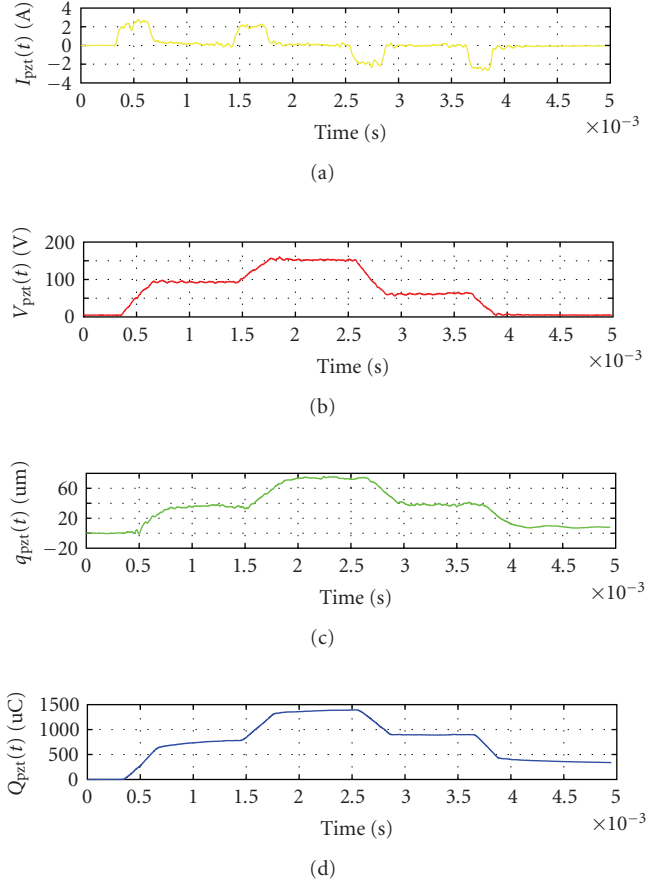 I_pzt(t) (A)
4
2
0
−2
−4
0 0.5 1 1.5 2 2.5 3 3.5 4 4.5 5
Time (s)
×10⁻³
(a)
V_pzt(t) (V)
200
100
0
0 0.5 1 1.5 2 2.5 3 3.5 4 4.5 5
Time (s)
×10⁻³
(b)
q_pzt(t) (um)
60
20
−20
0 0.5 1 1.5 2 2.5 3 3.5 4 4.5 5
Time (s)
×10⁻³
(c)
Q_pzt(t) (uC)
1500
1000
500
0
0 0.5 1 1.5 2 2.5 3 3.5 4 4.5 5
Time (s)
×10⁻³
(d)